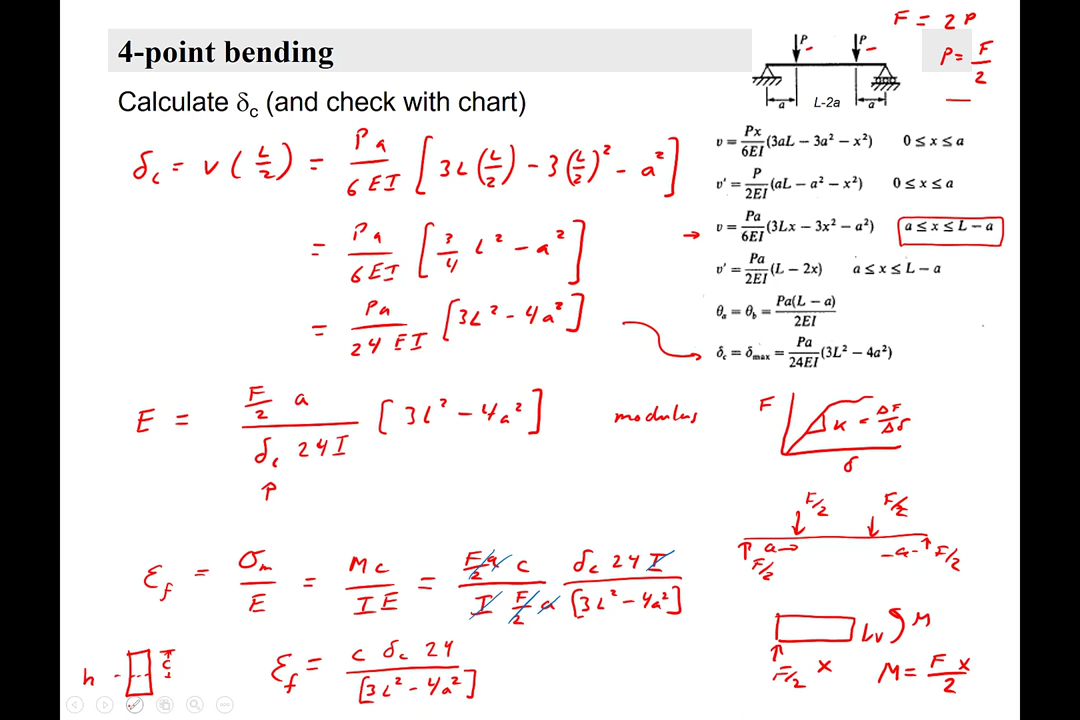 4-point bending
F = 2P
P = F/2
P P
a L-2a a
Calculate δc (and check with chart)
δc = v(L/2) = Pa/6EI [3L(L/2) − 3(L/2)² − a²]
= Pa/6EI [3/4 L² − a²]
= Pa/24EI [3L² − 4a²]
v = Px/6EI (3aL − 3a² − x²) 0 ≤ x ≤ a
v' = P/2EI (aL − a² − x²) 0 ≤ x ≤ a
v = Pa/6EI (3Lx − 3x² − a²) a ≤ x ≤ L − a
v' = Pa/2EI (L − 2x) a ≤ x ≤ L − a
θa = θb = Pa(L − a)/2EI
δc = δmax = Pa/24EI (3L² − 4a²)
E = F/2 a / δc 24I [3L² − 4a²] modulus
F K = ΔF/Δδ
δ
F/2 F/2
a a
F/2 F/2
εf = σm/E = Mc/IE = F/2 a c / I F/2 a δc 24 I / [3L² − 4a²]
εf = c δc 24 / [3L² − 4a²]
h c
V M
F/2 x M = F x/2